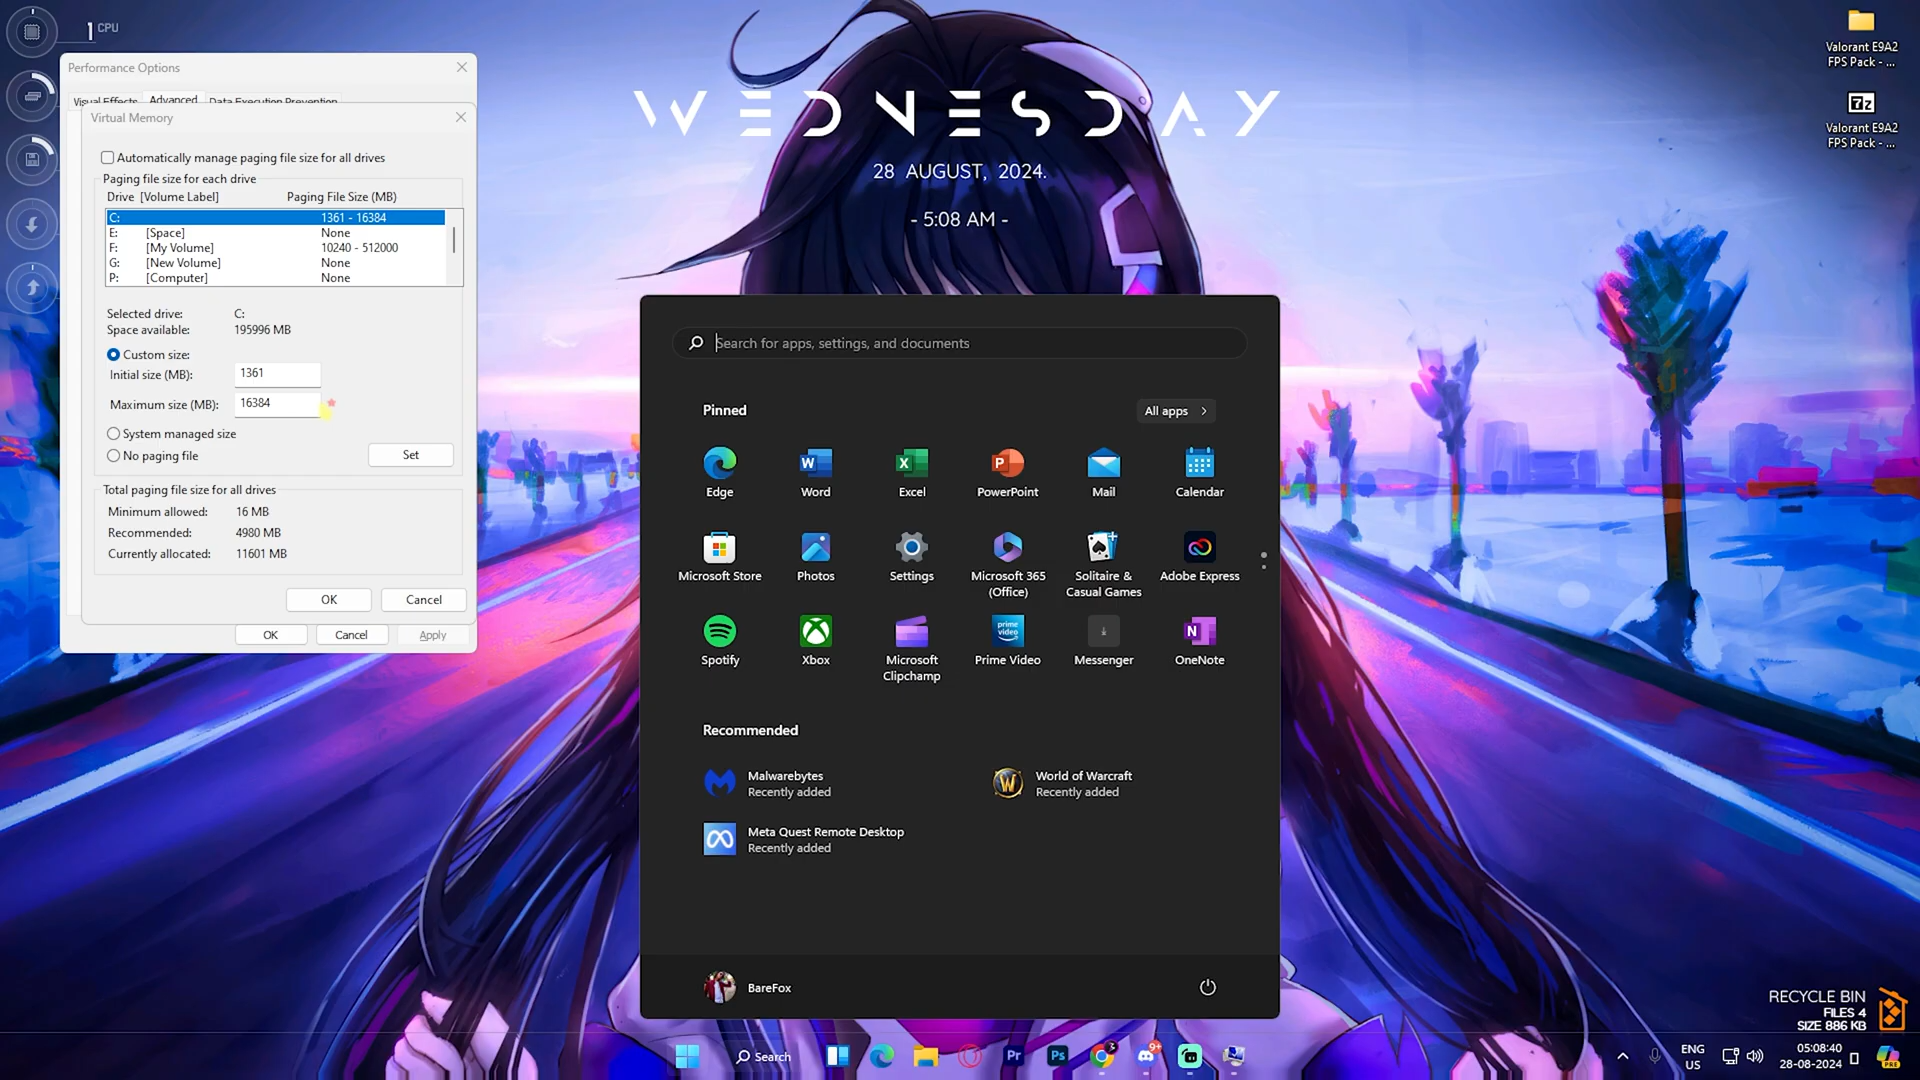 1 CPU
Performance Options
Visual Effects Advanced Data Execution Prevention
Virtual Memory
Automatically manage paging file size for all drives
Paging file size for each drive
Drive [Volume Label] Paging File Size (MB)
C: 1361 - 16384
E: [Space] None
F: [My Volume] 10240 - 512000
G: [New Volume] None
P: [Computer] None
Selected drive: C:
Space available: 195996 MB
Custom size:
Initial size (MB): 1361
Maximum size (MB): 16384
System managed size
No paging file
Set
Total paging file size for all drives
Minimum allowed: 16 MB
Recommended: 4980 MB
Currently allocated: 11601 MB
OK Cancel
OK Cancel Apply
WEDNESDAY
28 AUGUST, 2024.
- 5:08 AM -
Valorant E9A2
FPS Pack - ...
7z
Valorant E9A2
FPS Pack - ...
Search for apps, settings, and documents
Pinned
All apps
Edge
Word
Excel
PowerPoint
Mail
Calendar
Microsoft Store
Photos
Settings
Microsoft 365
(Office)
Solitaire &
Casual Games
Adobe Express
Spotify
Xbox
Microsoft
Clipchamp
prime
video
Prime Video
Messenger
OneNote
Recommended
Malwarebytes
Recently added
World of Warcraft
Recently added
Meta Quest Remote Desktop
Recently added
BareFox
RECYCLE BIN
FILES 4
SIZE 886 KB
Search
Pr
Ps
3
9+
ENG
US
05:08:40
28-08-2024
PRE